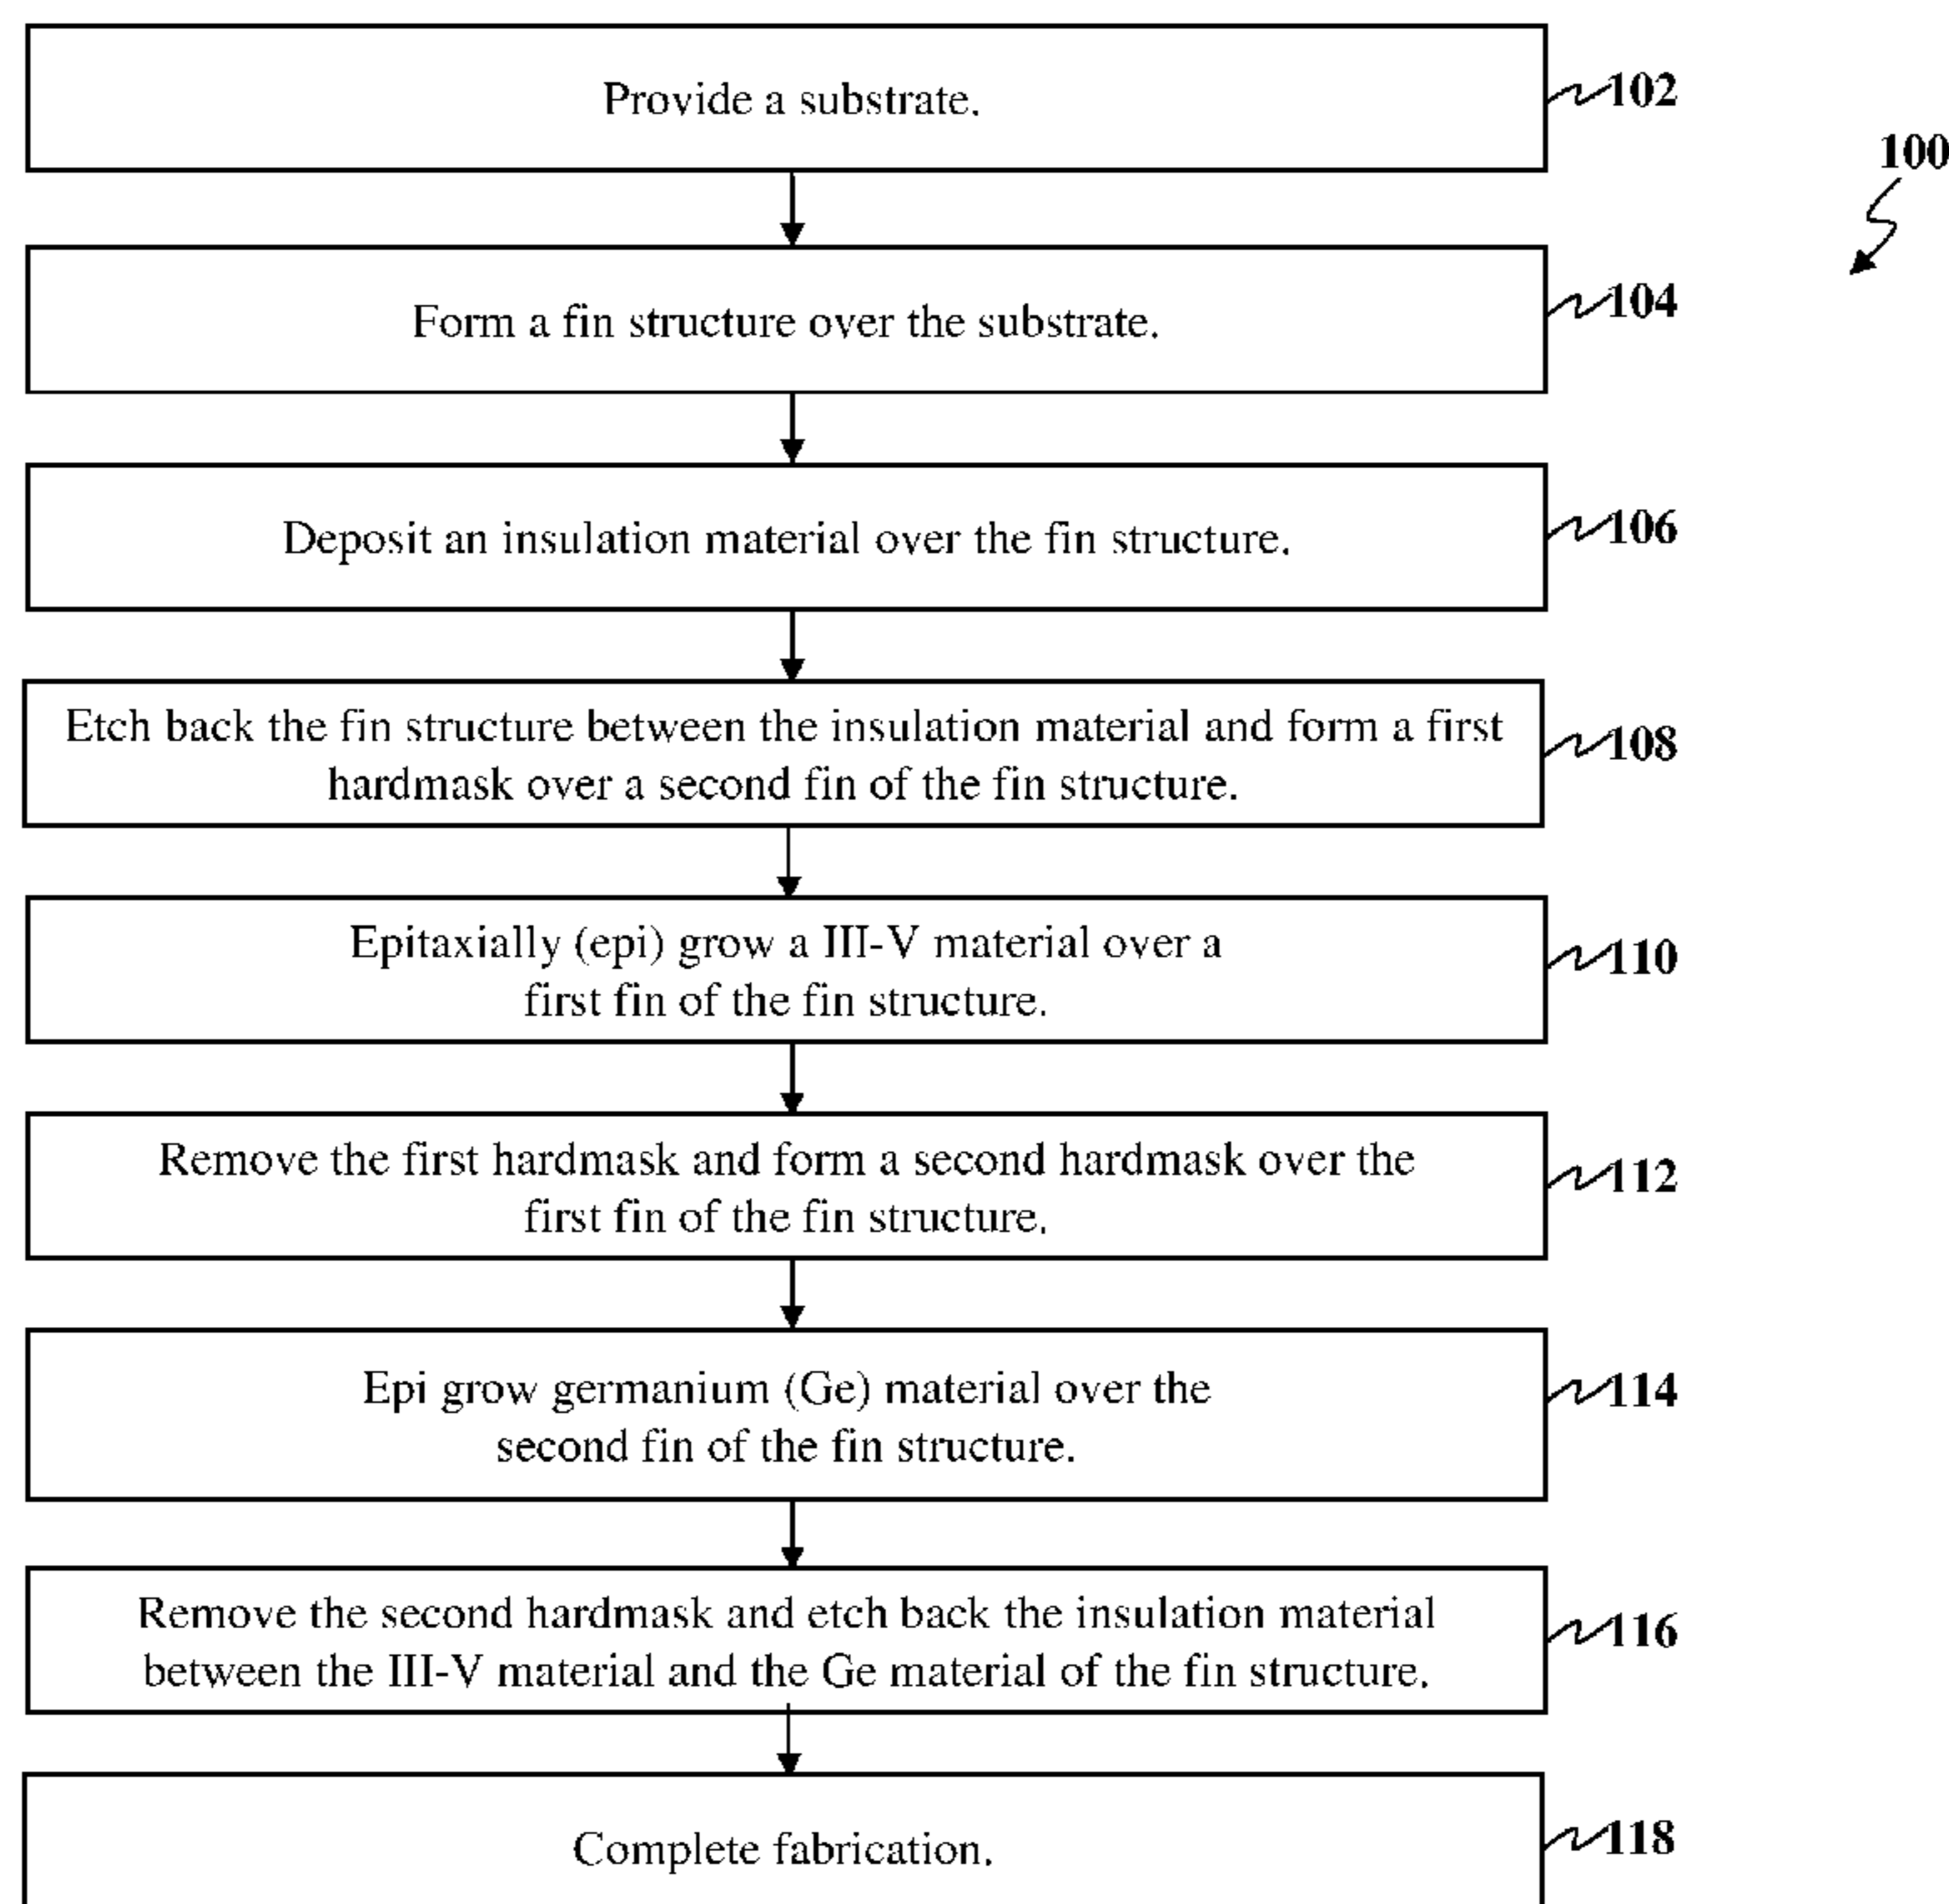 Provide a substrate.
102
100
Form a fin structure over the substrate.
104
Deposit an insulation material over the fin structure.
106
Etch back the fin structure between the insulation material and form a first
hardmask over a second fin of the fin structure.
108
Epitaxially (epi) grow a III-V material over a
first fin of the fin structure.
110
Remove the first hardmask and form a second hardmask over the
first fin of the fin structure.
112
Epi grow germanium (Ge) material over the
second fin of the fin structure.
114
Remove the second hardmask and etch back the insulation material
between the III-V material and the Ge material of the fin structure.
116
Complete fabrication.
118